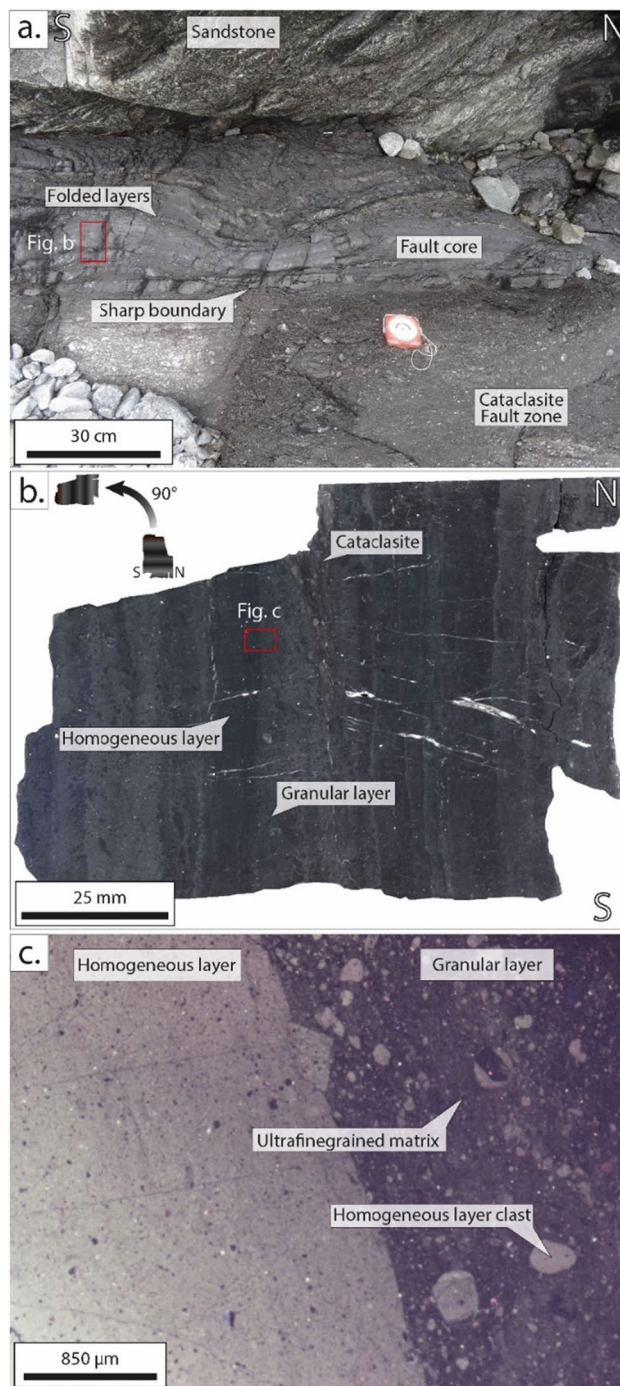 a.
S
N
Sandstone
Folded layers
Fig. b
Fault core
Sharp boundary
Cataclasite
Fault zone
30 cm
b.
90°
N
S N
Cataclasite
Fig. c
Homogeneous layer
Granular layer
25 mm
S
c.
Homogeneous layer
Granular layer
Ultrafinegrained matrix
Homogeneous layer clast
850 µm